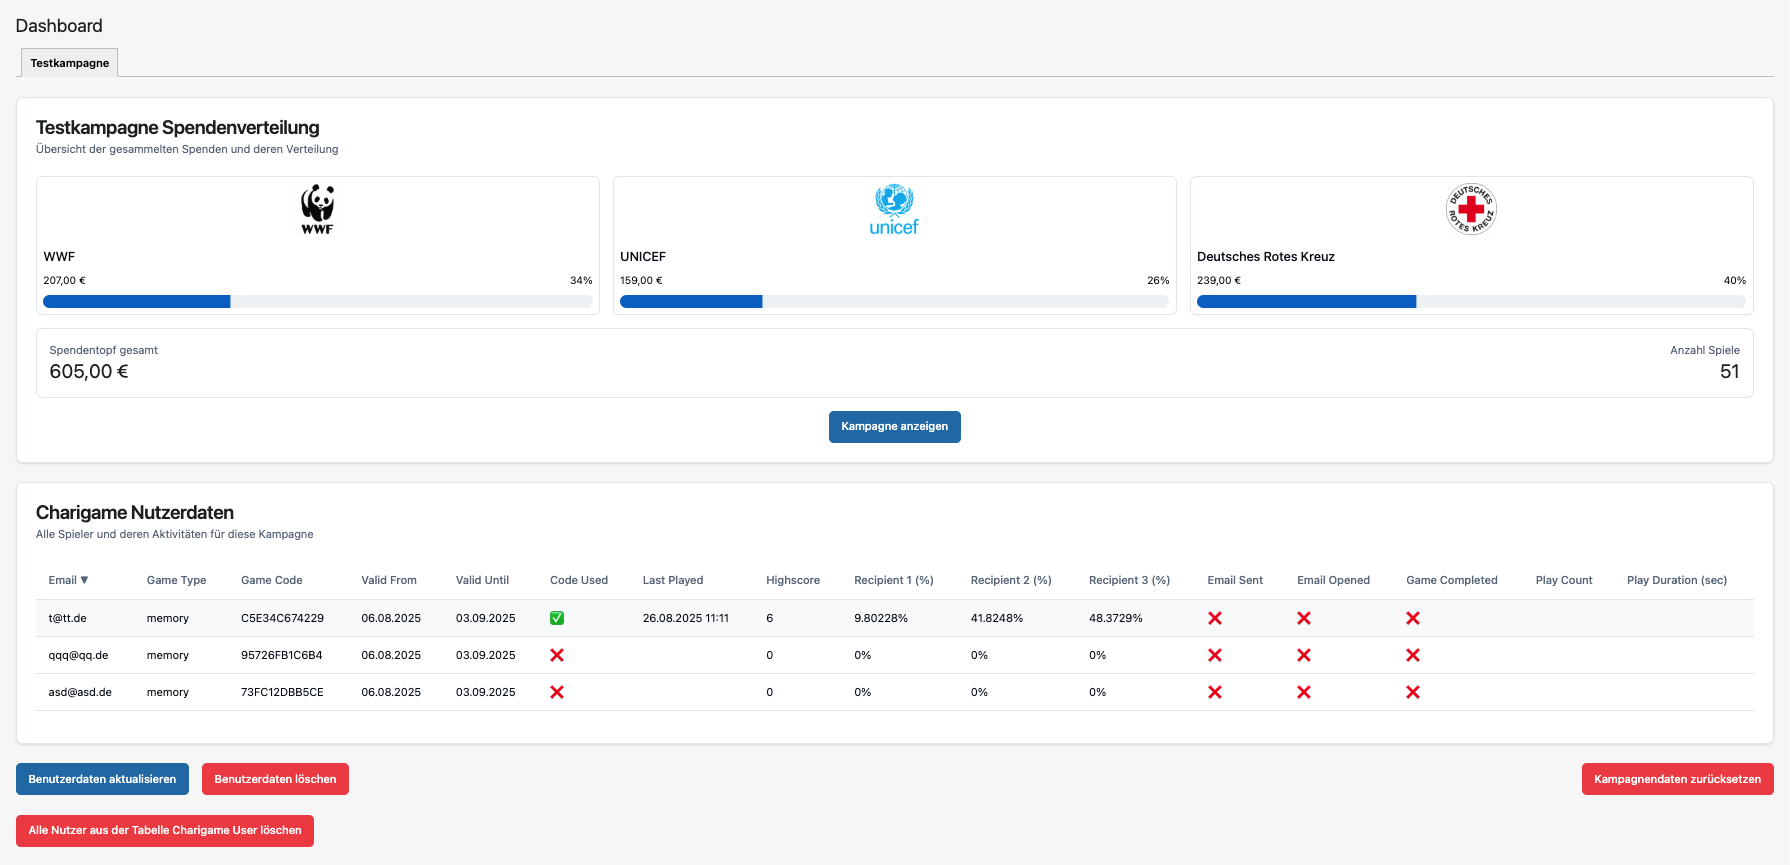 Dashboard
Testkampagne
Testkampagne Spendenverteilung
Übersicht der gesammelten Spenden und deren Verteilung
WWF
WWF
207,00 € 34%
unicef
UNICEF
159,00 € 26%
DEUTSCHES ROTES KREUZ
Deutsches Rotes Kreuz
239,00 € 40%
Spendentopf gesamt Anzahl Spiele
605,00 € 51
Kampagne anzeigen
Charigame Nutzerdaten
Alle Spieler und deren Aktivitäten für diese Kampagne
Email ▼ Game Type Game Code Valid From Valid Until Code Used Last Played Highscore Recipient 1 (%) Recipient 2 (%) Recipient 3 (%) Email Sent Email Opened Game Completed Play Count Play Duration (sec)
t@tt.de memory C5E34C674229 06.08.2025 03.09.2025 ✅ 26.08.2025 11:11 6 9.80228% 41.8248% 48.3729% ❌ ❌ ❌
qqq@qq.de memory 95726FB1C6B4 06.08.2025 03.09.2025 ❌ 0 0% 0% 0% ❌ ❌ ❌
asd@asd.de memory 73FC12DBB5CE 06.08.2025 03.09.2025 ❌ 0 0% 0% 0% ❌ ❌ ❌
Benutzerdaten aktualisieren Benutzerdaten löschen Kampagnendaten zurücksetzen
Alle Nutzer aus der Tabelle Charigame User löschen